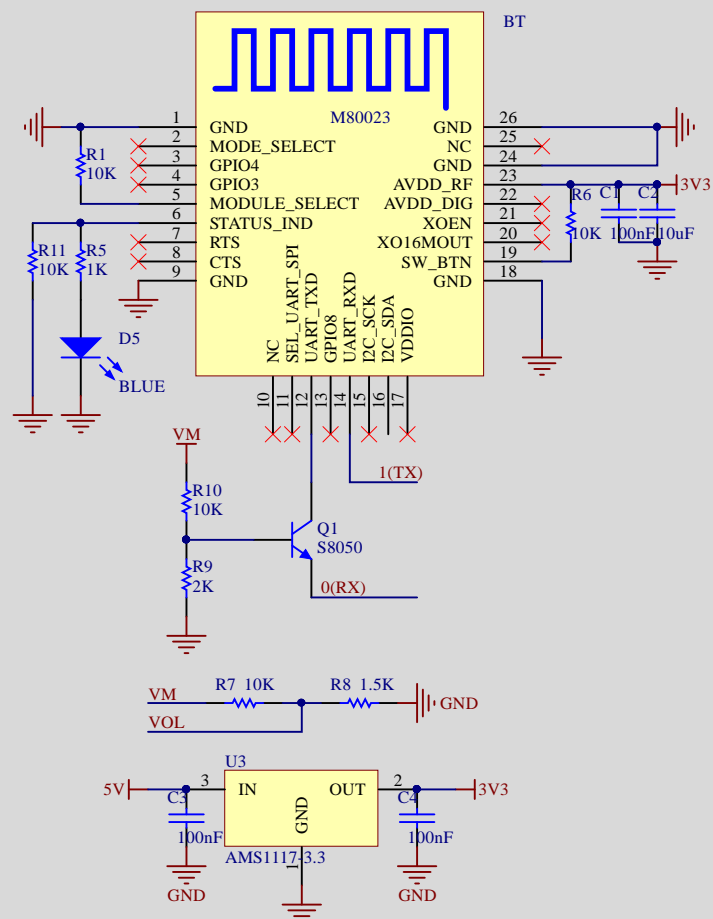 BT
M80023
1 GND
2 MODE_SELECT
3 GPIO4
4 GPIO3
5 MODULE_SELECT
6 STATUS_IND
7 RTS
8 CTS
9 GND
26 GND
25 NC
24 GND
23 AVDD_RF
22 AVDD_DIG
21 XOEN
20 XO16MOUT
19 SW_BTN
18 GND
10 NC
11 SEL_UART_SPI
12 UART_TXD
13 GPIO8
14 UART_RXD
15 I2C_SCK
16 I2C_SDA
17 VDDIO
R1
10K
R11
10K
R5
1K
D5
BLUE
R6
10K
C1
100nF
C2
10uF
3V3
1(TX)
VM
R10
10K
Q1
S8050
R9
2K
0(RX)
VM
R7 10K
R8 1.5K
GND
VOL
U3
5V
3 IN
OUT 2
3V3
GND
1
C3
100nF
C4
100nF
AMS1117-3.3
GND
GND